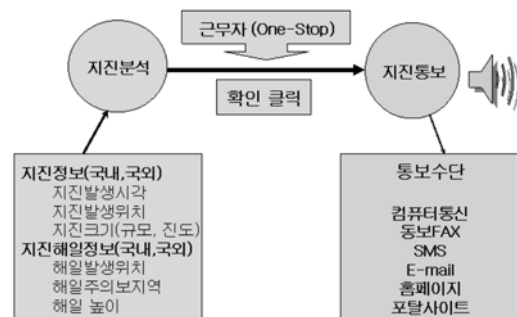 근무자 (One-Stop)
지진분석
지진통보
확인 클릭
지진정보(국내,국외)
지진발생시각
지진발생위치
지진크기(규모, 진도)
지진해일정보(국내,국외)
해일발생위치
해일주의보지역
해일 높이
통보수단
컴퓨터통신
동보FAX
SMS
E-mail
홈페이지
포탈사이트